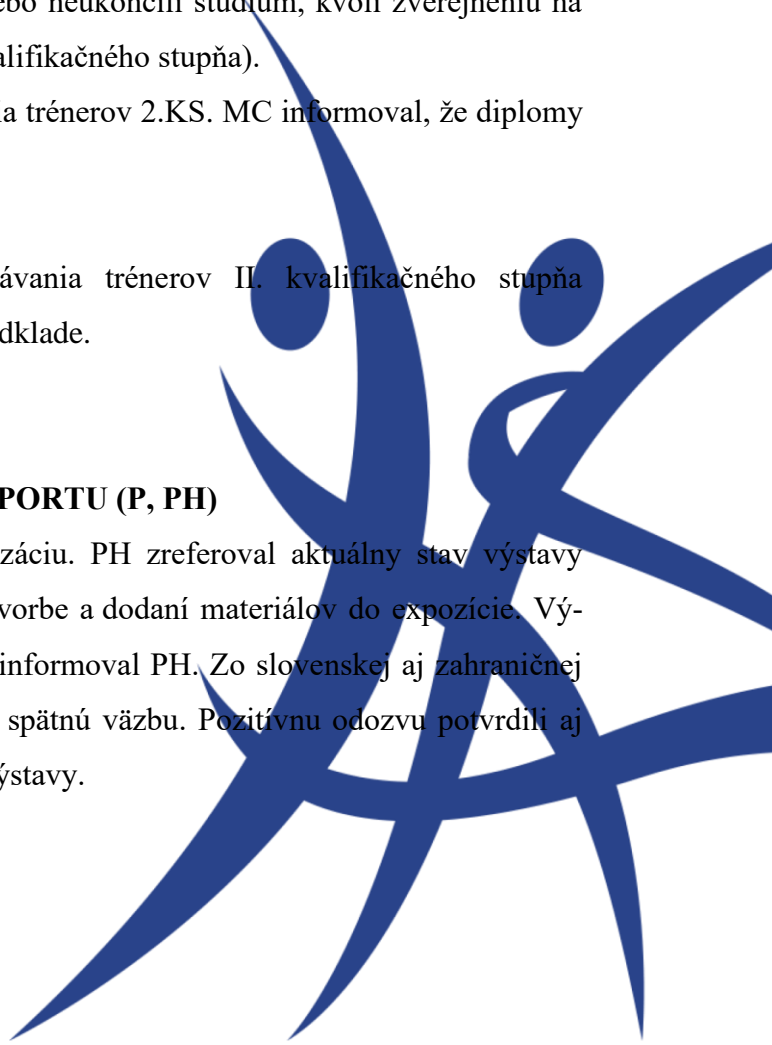 ebo neukončili štúdium, kvôli zverejneniu na
alifikačného stupňa).
ia trénerov 2.KS. MC informoval, že diplomy
ávania trénerov II. kvalifikačného stupňa
dklade.
PORTU (P, PH)
záciu. PH zreferoval aktuálny stav výstavy
vorbe a dodaní materiálov do expozície. Vý-
informoval PH. Zo slovenskej aj zahraničnej
spätnú väzbu. Pozitívnu odozvu potvrdili aj
ýstavy.